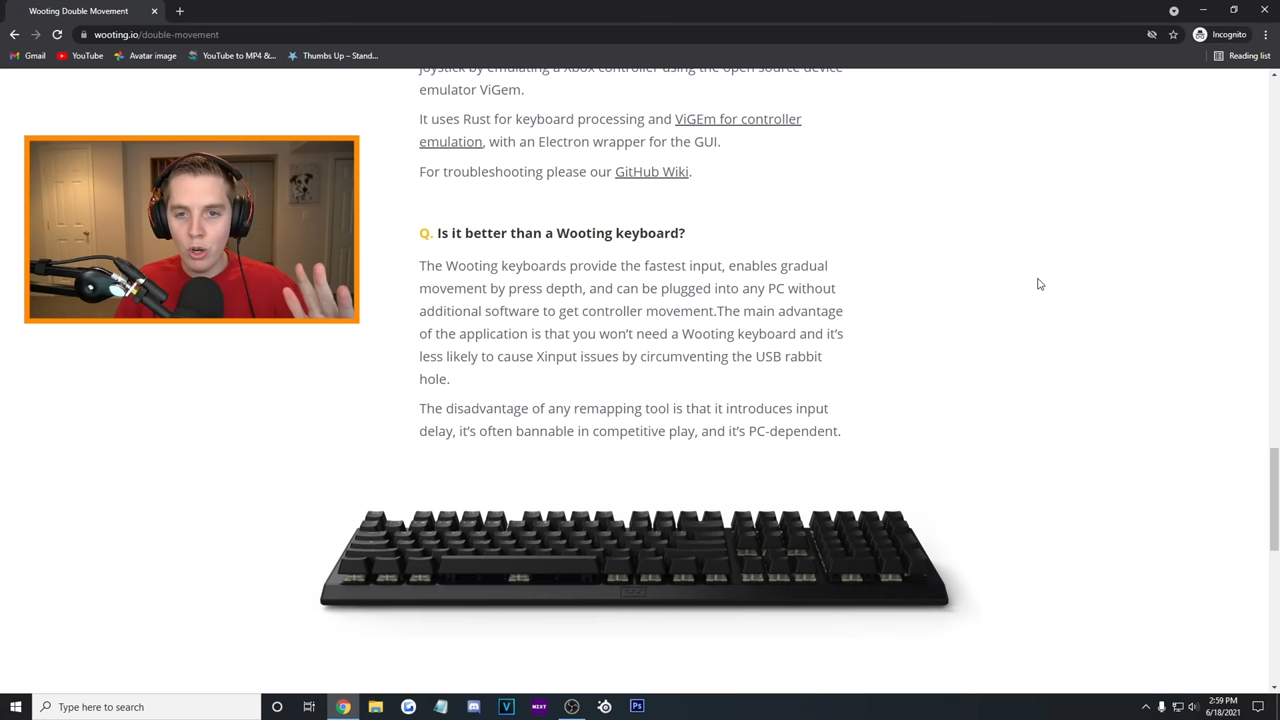 Wooting Double Movement
wooting.io/double-movement
Incognito
Gmail
YouTube
Avatar image
YouTube to MP4 &...
Thumbs Up – Stand...
Reading list
joystick by emulating a Xbox controller using the open source device
emulator ViGem.
It uses Rust for keyboard processing and ViGEm for controller
emulation, with an Electron wrapper for the GUI.
For troubleshooting please our GitHub Wiki.
Q. Is it better than a Wooting keyboard?
The Wooting keyboards provide the fastest input, enables gradual
movement by press depth, and can be plugged into any PC without
additional software to get controller movement.The main advantage
of the application is that you won't need a Wooting keyboard and it's
less likely to cause Xinput issues by circumventing the USB rabbit
hole.
The disadvantage of any remapping tool is that it introduces input
delay, it's often bannable in competitive play, and it's PC-dependent.
Type here to search
V
NZXT
Ps
2:59 PM
6/18/2021